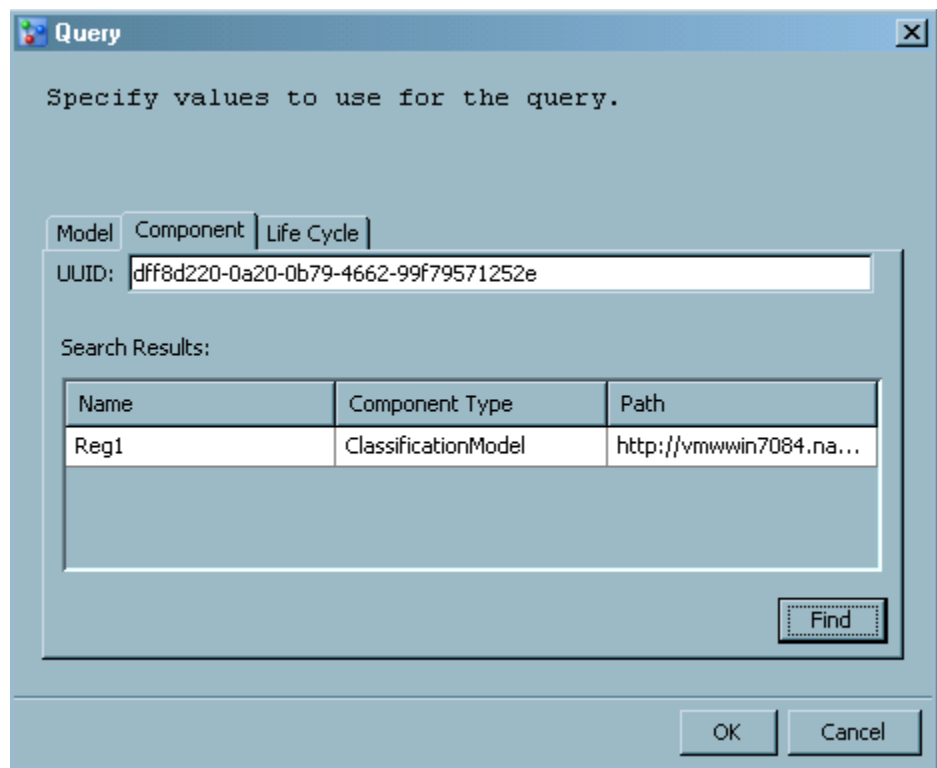 Query
Specify values to use for the query.
Model Component Life Cycle
UUID: dff8d220-0a20-0b79-4662-99f79571252e
Search Results:
Name Component Type Path
Reg1 ClassificationModel http://vmwwin7084.na...
Find
OK Cancel